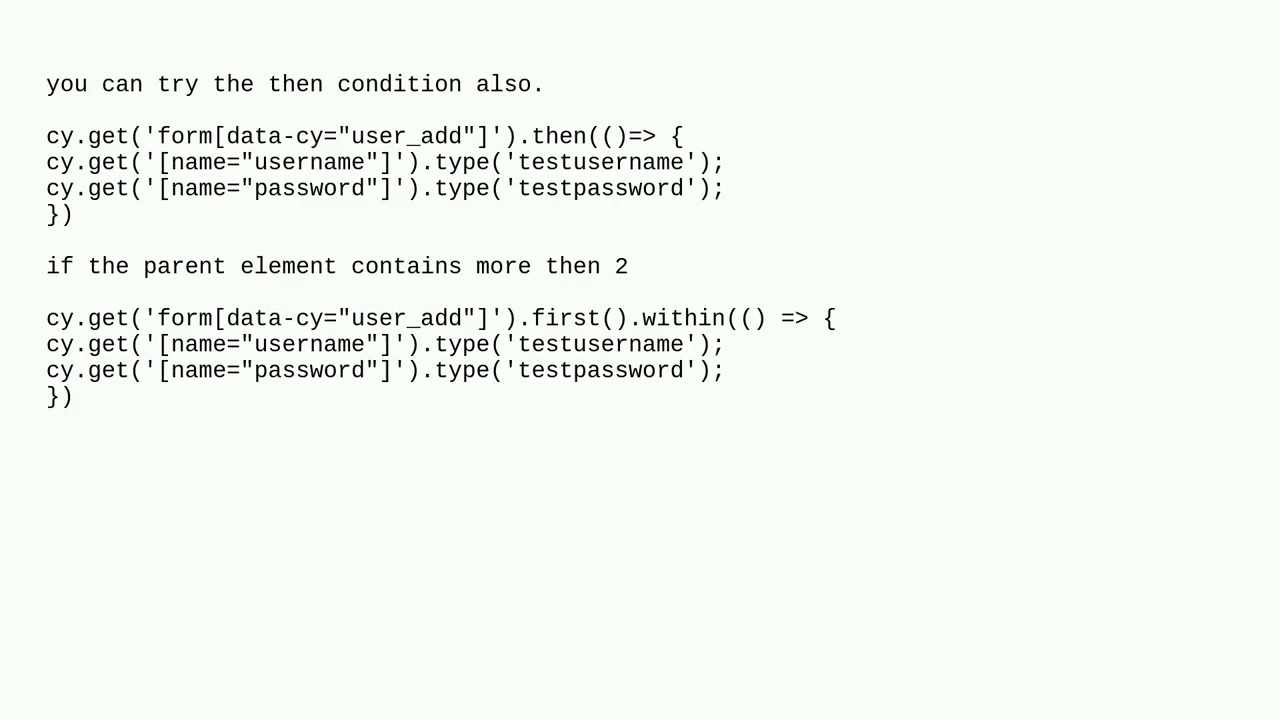 you can try the then condition also.
cy.get('form[data-cy="user_add"]').then(()=> {
cy.get('[name="username"]').type('testusername');
cy.get('[name="password"]').type('testpassword');
})
if the parent element contains more then 2
cy.get('form[data-cy="user_add"]').first().within(() => {
cy.get('[name="username"]').type('testusername');
cy.get('[name="password"]').type('testpassword');
})